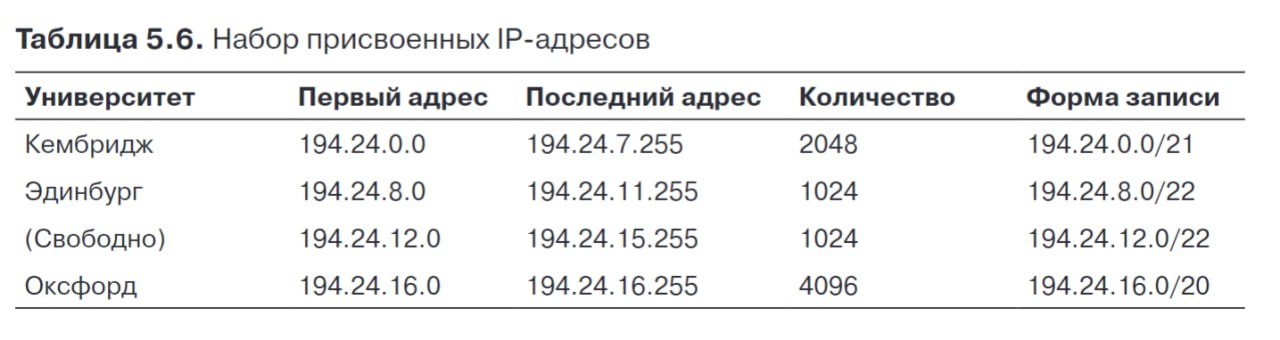 Таблица 5.6. Набор присвоенных IP-адресов
Университет Первый адрес Последний адрес Количество Форма записи
Кембридж 194.24.0.0 194.24.7.255 2048 194.24.0.0/21
Эдинбург 194.24.8.0 194.24.11.255 1024 194.24.8.0/22
(Свободно) 194.24.12.0 194.24.15.255 1024 194.24.12.0/22
Оксфорд 194.24.16.0 194.24.16.255 4096 194.24.16.0/20